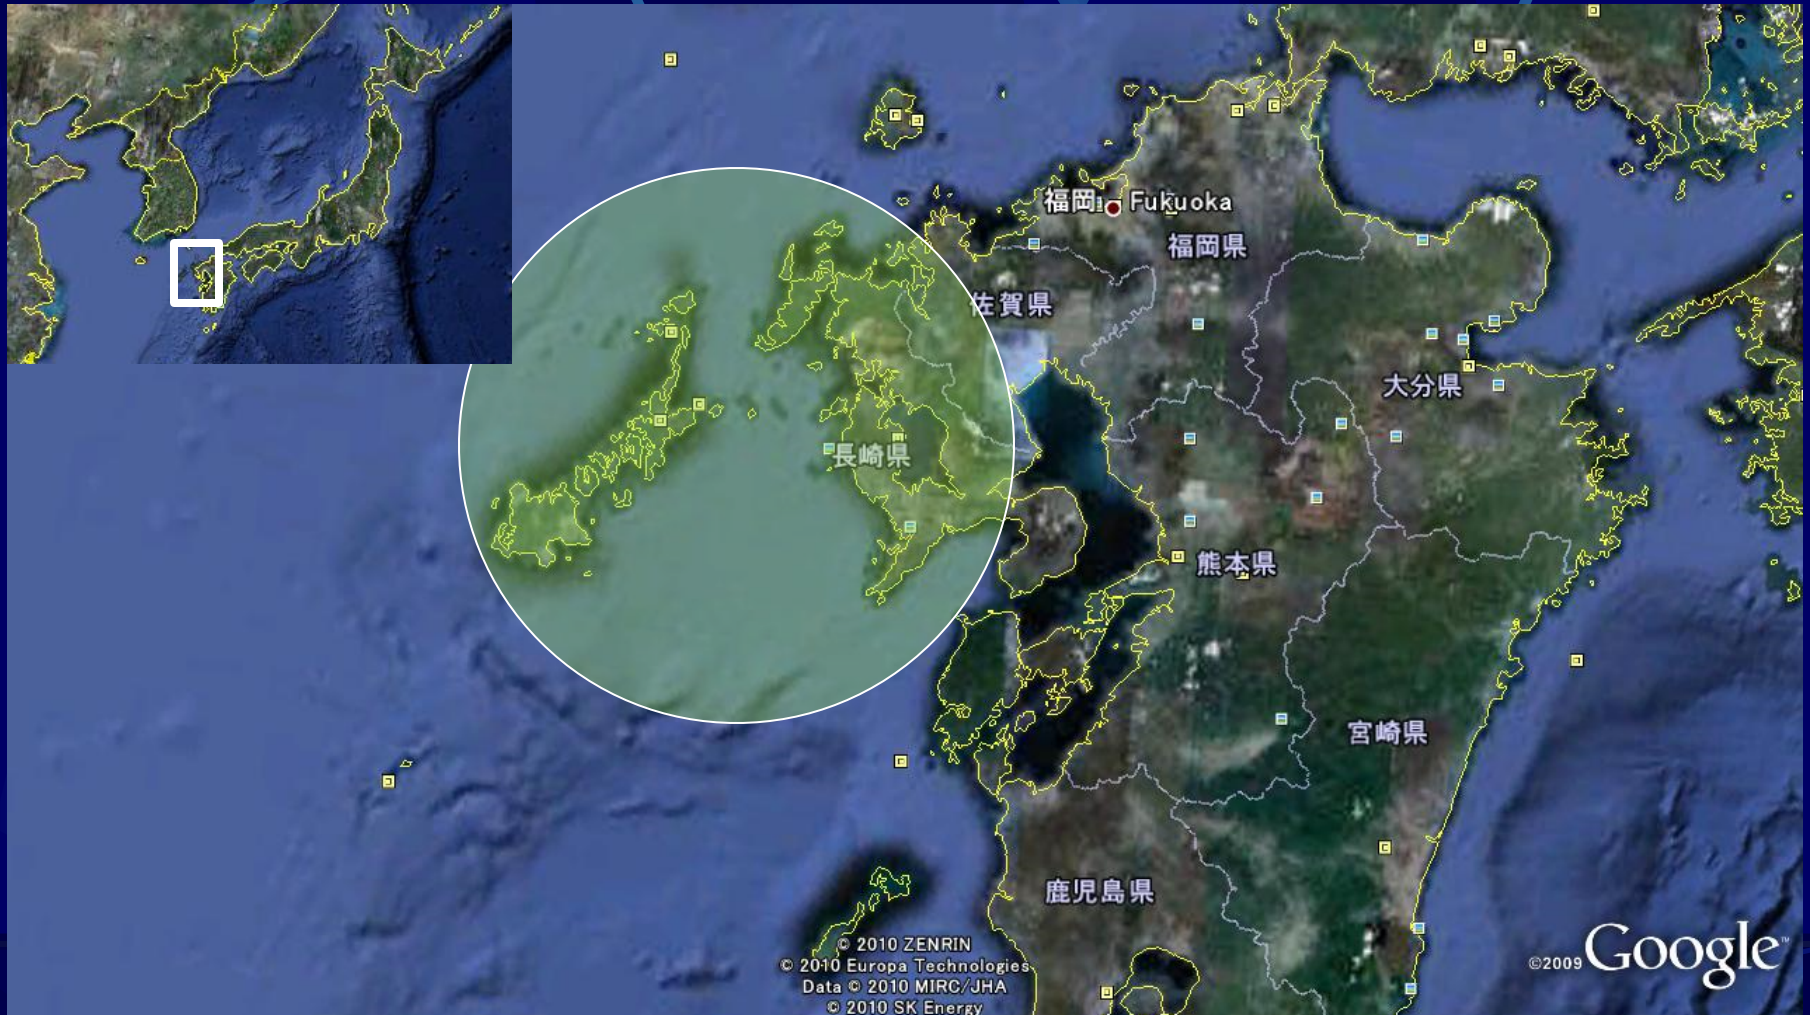 福岡 Fukuoka
福岡県
佐賀県
大分県
長崎県
熊本県
宮崎県
鹿児島県
© 2010 ZENRIN
© 2010 Europa Technologies
Data © 2010 MIRC/JHA
© 2010 SK Energy
©2009 Google™